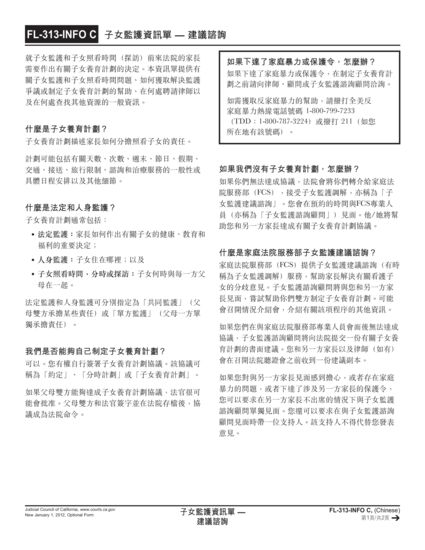 FL-313-INFO C 子女監護資訊單 — 建議諮詢
就子女監護和子女照看時間（探訪）前來法院的家長
需要作出有關子女養育計劃的決定。本資訊單提供有
關子女監護和子女照看時間問題、如何獲取解決監護
爭議或制定子女養育計劃的幫助、在何處聘請律師以
及在何處查找其他資源的一般資訊。
什麼是子女養育計劃？
子女養育計劃描述家長如何分擔照看子女的責任。
計劃可能包括有關天數、次數、週末、節日、假期、
交通、接送、旅行限制、諮詢和治療服務的一般性或
具體日程安排以及其他細節。
什麼是法定和人身監護？
子女養育計劃通常包括：
• 法定監護：家長如何作出有關子女的健康、教育和
福利的重要決定；
• 人身監護：子女住在哪裡；以及
• 子女照看時間、分時或探訪：子女何時與每一方父
母在一起。
法定監護和人身監護可分別指定為「共同監護」（父
母雙方承擔某些責任）或「單方監護」（父母一方單
獨承擔責任）。
我們是否能夠自己制定子女養育計劃？
可以。您有權自行簽署子女養育計劃協議。該協議可
稱為「約定」、「分時計劃」或「子女養育計劃」。
如果父母雙方能夠達成子女養育計劃協議，法官很可
能會批准。父母雙方和法官簽字並在法院存檔後，協
議成為法院命令。
如果下達了家庭暴力或保護令，怎麼辦？
如果下達了家庭暴力或保護令，在制定子女養育計
劃之前請向律師、顧問或子女監護諮詢顧問洽詢。
如需獲取反家庭暴力的幫助，請撥打全美反
家庭暴力熱線電話號碼 1-800-799-7233
（TDD：1-800-787-3224）或撥打 211（如您
所在地有該號碼）。
如果我們沒有子女養育計劃，怎麼辦？
如果你們無法達成協議，法院會將你們轉介給家庭法
院服務部（FCS），接受子女監護調解，亦稱為「子
女監護建議諮詢」。您會在預約的時間與FCS專業人
員（亦稱為「子女監護諮詢顧問」）見面。他/她將幫
助您和另一方家長達成有關子女養育計劃協議。
什麼是家庭法院服務部子女監護建議諮詢？
家庭法院服務部（FCS）提供子女監護建議諮詢（有時
稱為子女監護調解）服務，幫助家長解決有關看護子
女的分歧意見。子女監護諮詢顧問將與您和另一方家
長見面，嘗試幫助你們雙方制定子女養育計劃。可能
會召開情況介紹會，介紹有關該項程序的其他資訊。
如果您們在與家庭法院服務部專業人員會面後無法達成
協議，子女監護諮詢顧問將向法院提交一份有關子女養
育計劃的書面建議。您和另一方家長以及律師（如有）
會在召開法院聽證會之前收到一份建議副本。
如果您對與另一方家長見面感到擔心，或者存在家庭
暴力的問題，或者下達了涉及另一方家長的保護令，
您可以要求在另一方家長不出席的情況下與子女監護
諮詢顧問單獨見面。您還可以要求在與子女監護諮詢
顧問見面時帶一位支持人。該支持人不得代替您發表
意見。
Judicial Council of California, www.courts.ca.gov
New January 1, 2012, Optional Form
子女監護資訊單 —
建議諮詢
FL-313-INFO C, (Chinese)
第1頁/共2頁